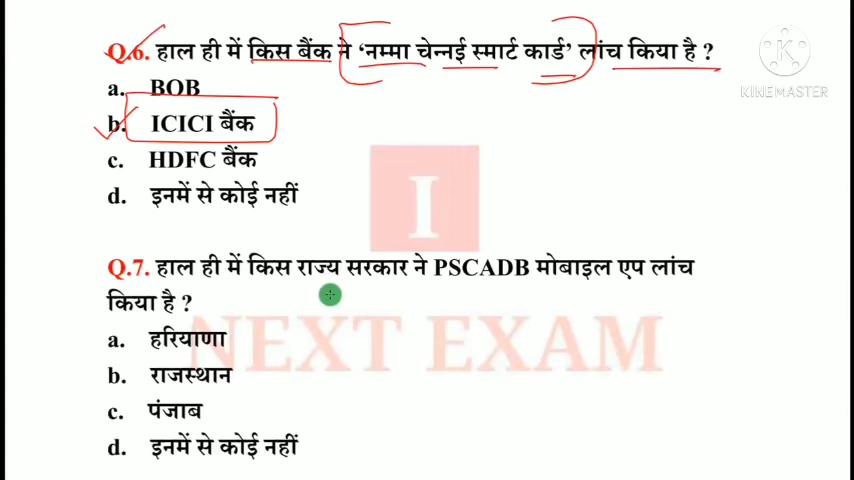 Q.6. हाल ही में किस बैंक ने ‘नम्मा चेन्नई स्मार्ट कार्ड’ लांच किया है ?
a. BOB
b. ICICI बैंक
c. HDFC बैंक
d. इनमें से कोई नहीं
Q.7. हाल ही में किस राज्य सरकार ने PSCADB मोबाइल एप लांच
किया है ?
a. हरियाणा
b. राजस्थान
c. पंजाब
d. इनमें से कोई नहीं
KINEMASTER
I
NEXT EXAM